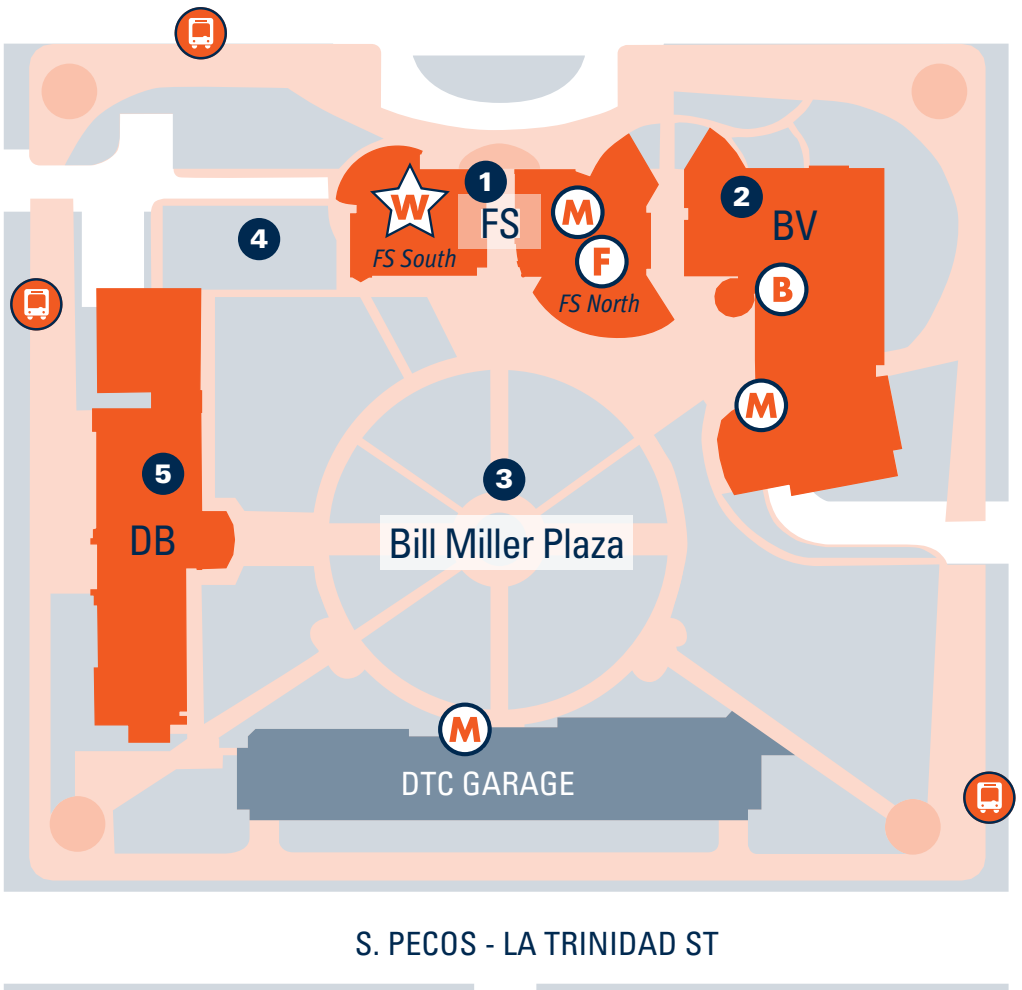 1
2
W
M
FS
BV
4
FS South
F
B
FS North
M
5
3
DB
Bill Miller Plaza
M
DTC GARAGE
S. PECOS - LA TRINIDAD ST